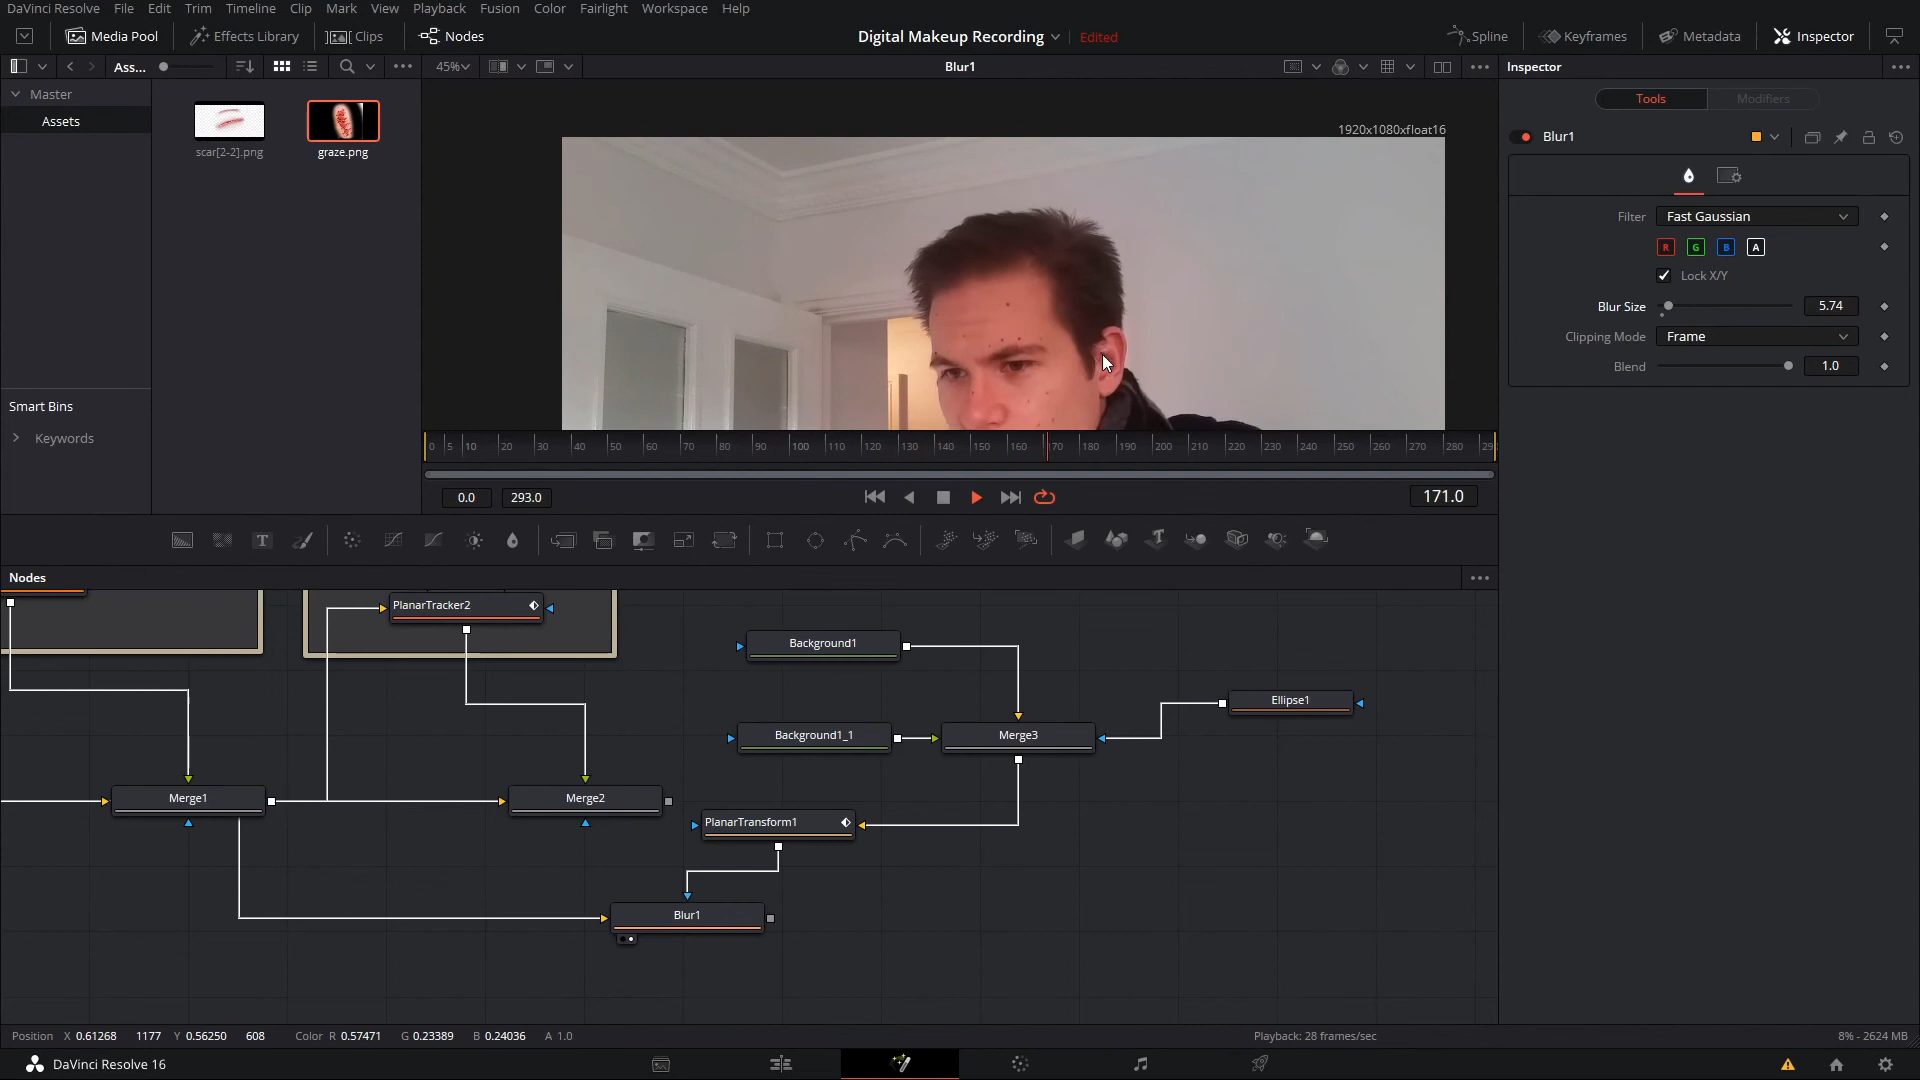 DaVinci Resolve File Edit Trim Timeline Clip Mark View Playback Fusion Color Fairlight Workspace Help
Media Pool Effects Library Clips Nodes Digital Makeup Recording Edited Spline Keyframes Metadata Inspector
Ass... 45% Blur1 Inspector
Master
Assets
scar[2-2].png graze.png
Smart Bins
Keywords
1920x1080xfloat16
0 5 10 20 30 40 50 60 70 80 90 100 110 120 130 140 150 160 170 180 190 200 210 220 230 240 250 260 270 280 29
0.0 293.0 171.0
Tools Modifiers
Blur1
Filter Fast Gaussian
R G B A
Lock X/Y
Blur Size 5.74
Clipping Mode Frame
Blend 1.0
T
Nodes
PlanarTracker2
Background1
Ellipse1
Background1_1 Merge3
Merge1 Merge2
PlanarTransform1
Blur1
Position X 0.61268 1177 Y 0.56250 608 Color R 0.57471 G 0.23389 B 0.24036 A 1.0 Playback: 28 frames/sec 8% - 2624 MB
DaVinci Resolve 16